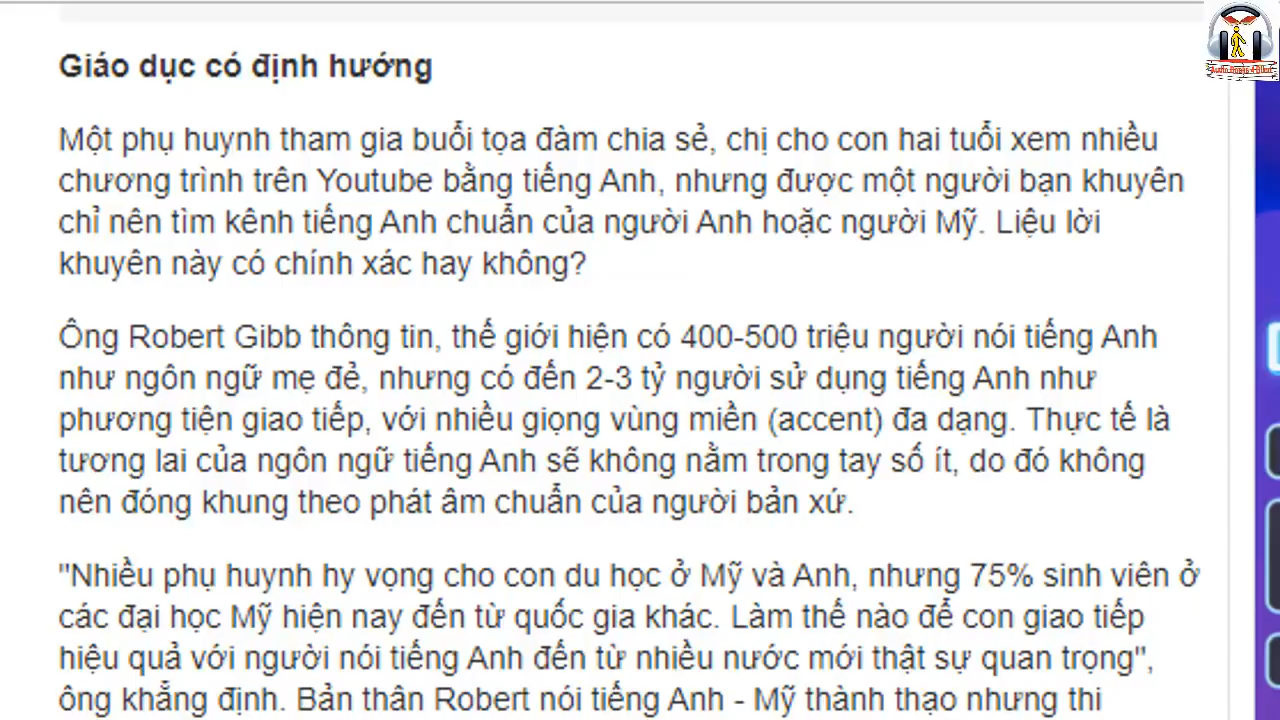 Giáo dục có định hướng
Một phụ huynh tham gia buổi tọa đàm chia sẻ, chị cho con hai tuổi xem nhiều
chương trình trên Youtube bằng tiếng Anh, nhưng được một người bạn khuyên
chỉ nên tìm kênh tiếng Anh chuẩn của người Anh hoặc người Mỹ. Liệu lời
khuyên này có chính xác hay không?
Ông Robert Gibb thông tin, thế giới hiện có 400-500 triệu người nói tiếng Anh
như ngôn ngữ mẹ đẻ, nhưng có đến 2-3 tỷ người sử dụng tiếng Anh như
phương tiện giao tiếp, với nhiều giọng vùng miền (accent) đa dạng. Thực tế là
tương lai của ngôn ngữ tiếng Anh sẽ không nằm trong tay số ít, do đó không
nên đóng khung theo phát âm chuẩn của người bản xứ.
"Nhiều phụ huynh hy vọng cho con du học ở Mỹ và Anh, nhưng 75% sinh viên ở
các đại học Mỹ hiện nay đến từ quốc gia khác. Làm thế nào để con giao tiếp
hiệu quả với người nói tiếng Anh đến từ nhiều nước mới thật sự quan trọng",
ông khẳng định. Bản thân Robert nói tiếng Anh - Mỹ thành thạo nhưng thi